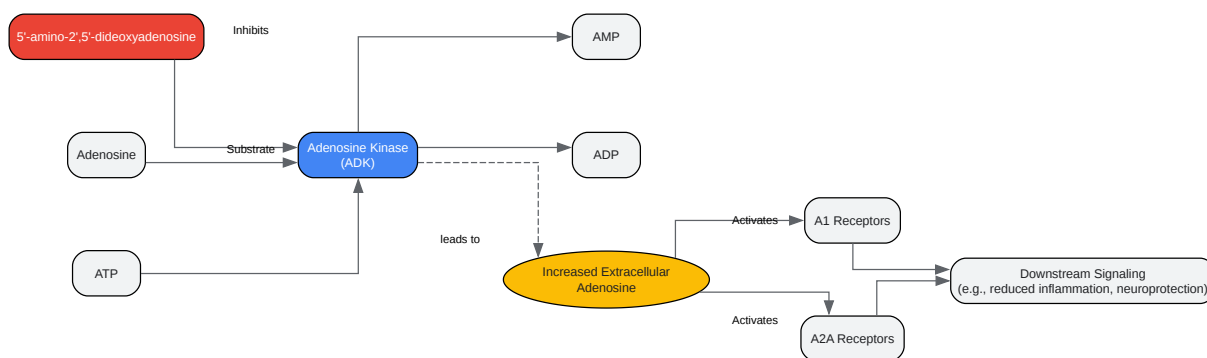 5'-amino-2',5'-dideoxyadenosine
Inhibits
AMP
Adenosine
Substrate
Adenosine Kinase
(ADK)
ADP
ATP
leads to
Increased Extracellular
Adenosine
Activates
A1 Receptors
Activates
A2A Receptors
Downstream Signaling
(e.g., reduced inflammation, neuroprotection)